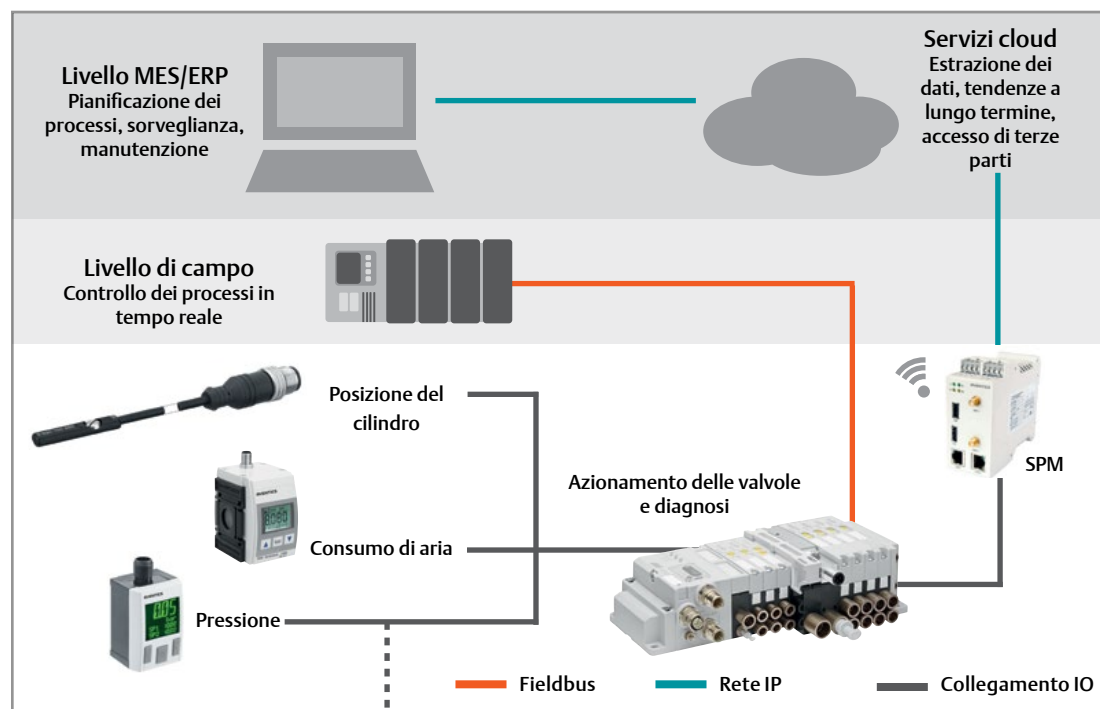 Livello MES/ERP
Pianificazione dei
processi, sorveglianza,
manutenzione
Servizi cloud
Estrazione dei
dati, tendenze a
lungo termine,
accesso di terze
parti
Livello di campo
Controllo dei processi in
tempo reale
Posizione del
cilindro
SPM
Azionamento delle valvole
e diagnosi
Consumo di aria
Pressione
Fieldbus
Rete IP
Collegamento IO